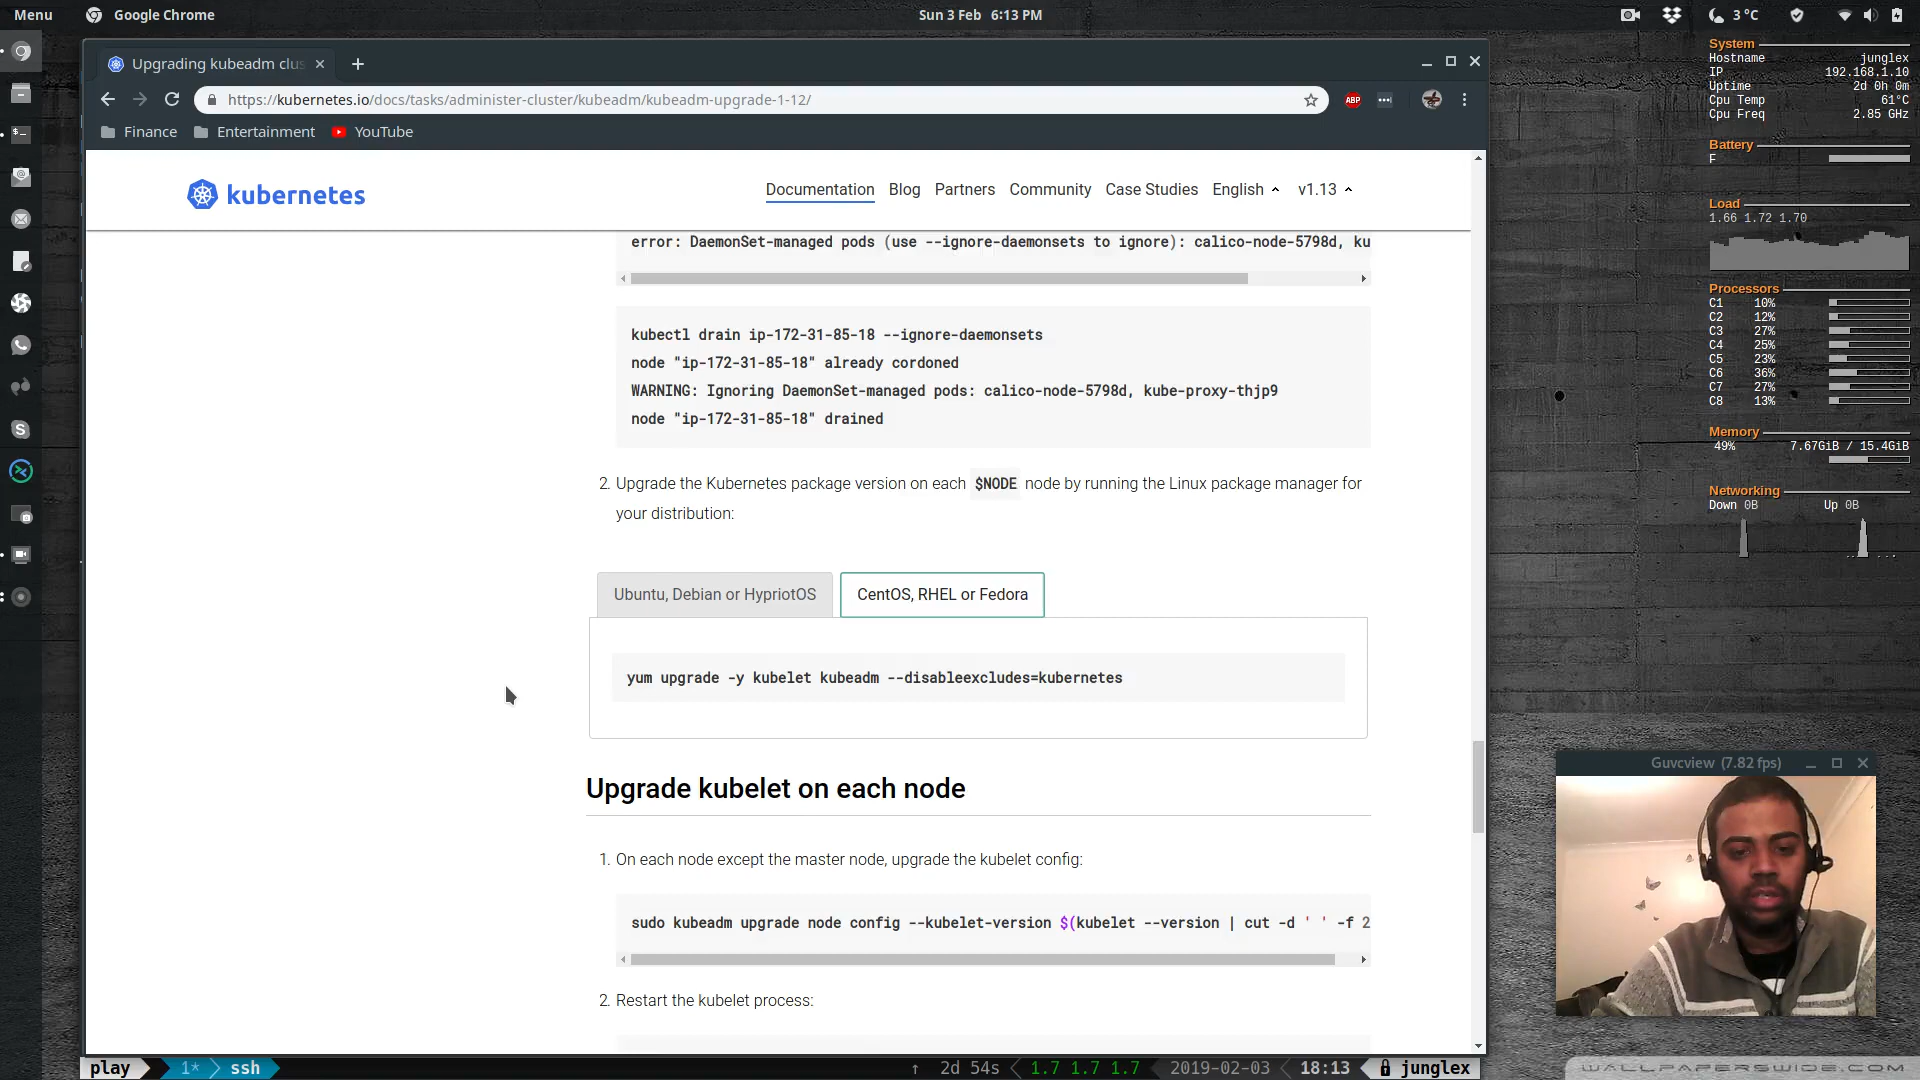 Menu
Google Chrome
Sun 3 Feb 6:13 PM
3 °C
Upgrading kubeadm clus
https://kubernetes.io/docs/tasks/administer-cluster/kubeadm/kubeadm-upgrade-1-12/
ABP
Finance
Entertainment
YouTube
kubernetes
Documentation
Blog
Partners
Community
Case Studies
English
v1.13
error: DaemonSet-managed pods (use --ignore-daemonsets to ignore): calico-node-5798d, ku
kubectl drain ip-172-31-85-18 --ignore-daemonsets
node "ip-172-31-85-18" already cordoned
WARNING: Ignoring DaemonSet-managed pods: calico-node-5798d, kube-proxy-thjp9
node "ip-172-31-85-18" drained
2. Upgrade the Kubernetes package version on each $NODE node by running the Linux package manager for
your distribution:
Ubuntu, Debian or HypriotOS
CentOS, RHEL or Fedora
yum upgrade -y kubelet kubeadm --disableexcludes=kubernetes
Upgrade kubelet on each node
1. On each node except the master node, upgrade the kubelet config:
sudo kubeadm upgrade node config --kubelet-version $(kubelet --version | cut -d ' ' -f 2
2. Restart the kubelet process:
System
Hostname junglex
IP 192.168.1.10
Uptime 2d 0h 0m
Cpu Temp 61°C
Cpu Freq 2.85 GHz
Battery
F
Load
1.66 1.72 1.70
Processors
C1 10%
C2 12%
C3 27%
C4 25%
C5 23%
C6 36%
C7 27%
C8 13%
Memory
49% 7.67GiB / 15.4GiB
Networking
Down 0B Up 0B
Guvcview (7.82 fps)
play 1* ssh
↑ 2d 54s 1.7 1.7 1.7 2019-02-03 18:13 junglex
WALLPAPERSWIDE.COM